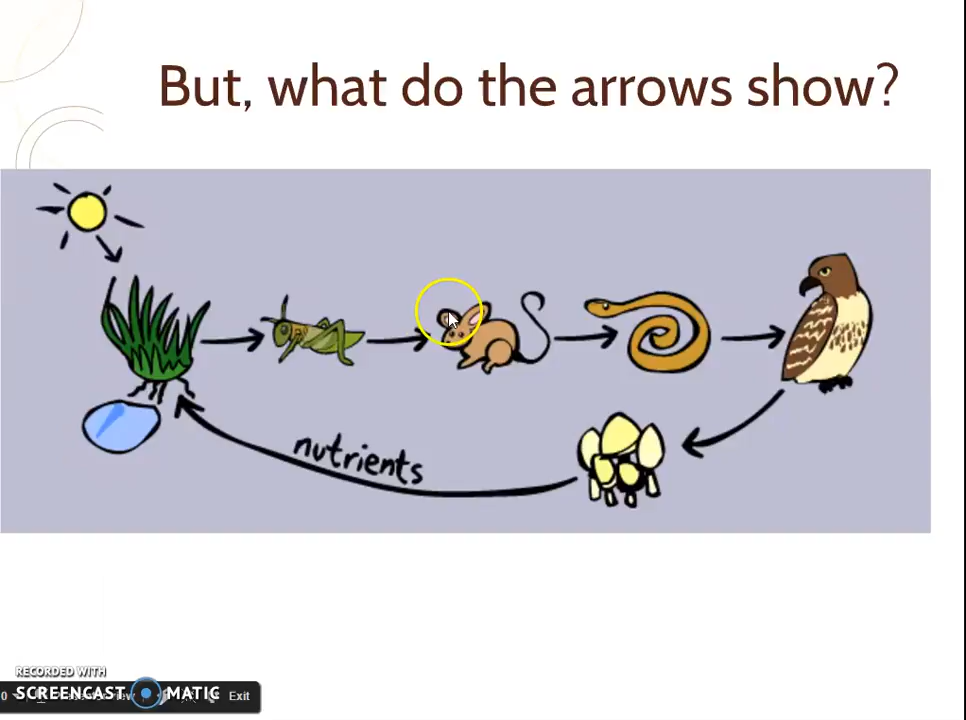 But, what do the arrows show?
nutrients
RECORDED WITH
SCREENCAST MATIC
Exit